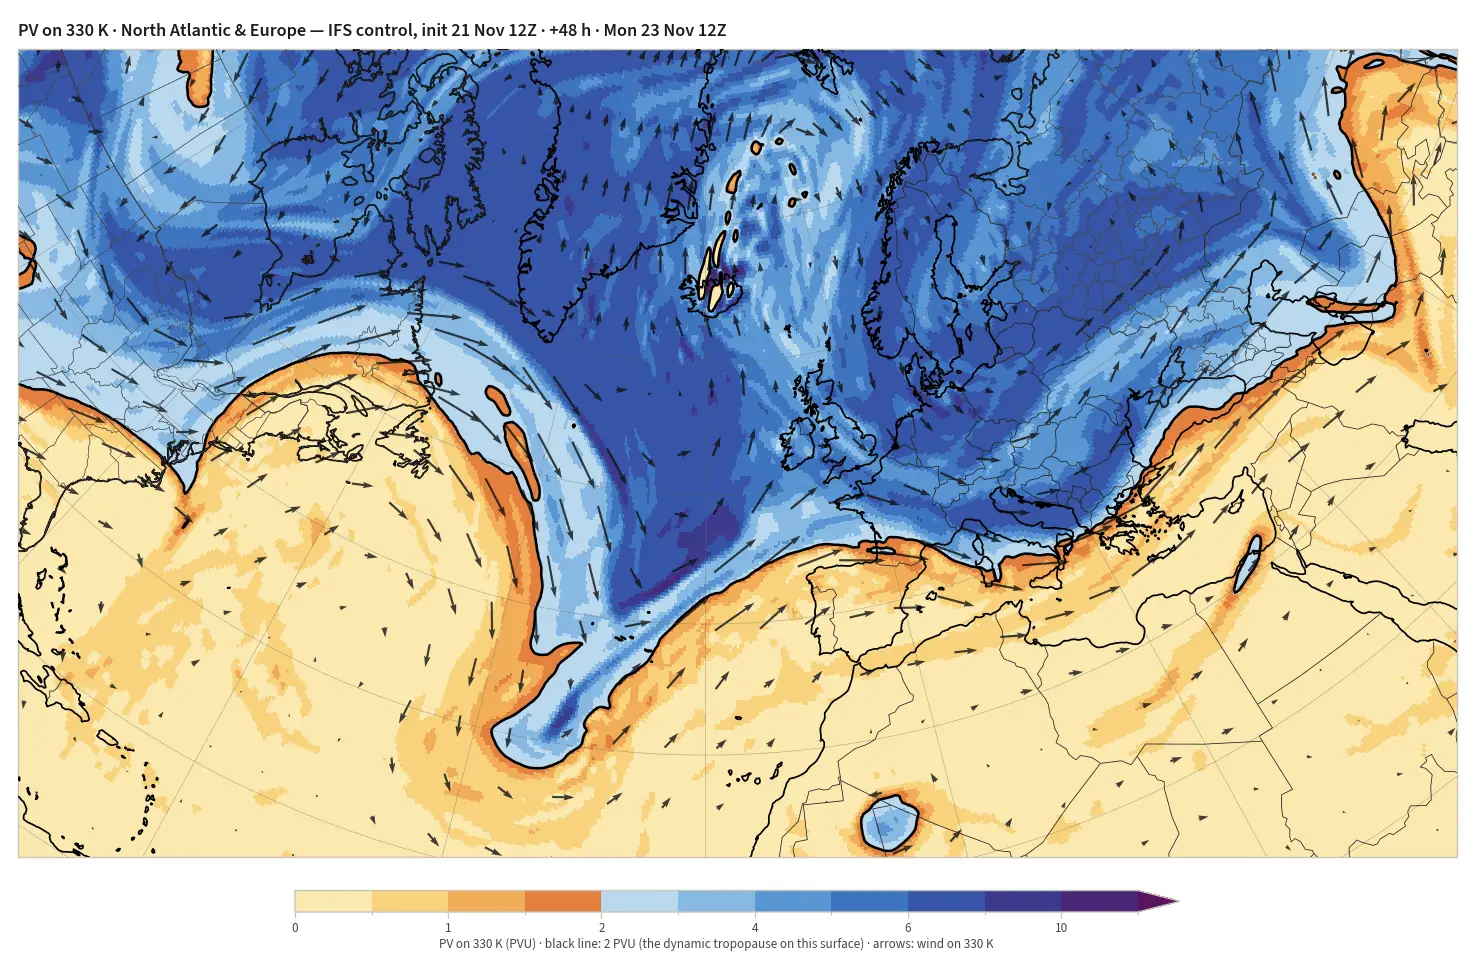 PV on 330 K · North Atlantic & Europe — IFS control, init 21 Nov 12Z · +48 h · Mon 23 Nov 12Z
0 1 2 4 6 10
PV on 330 K (PVU) · black line: 2 PVU (the dynamic tropopause on this surface) · arrows: wind on 330 K